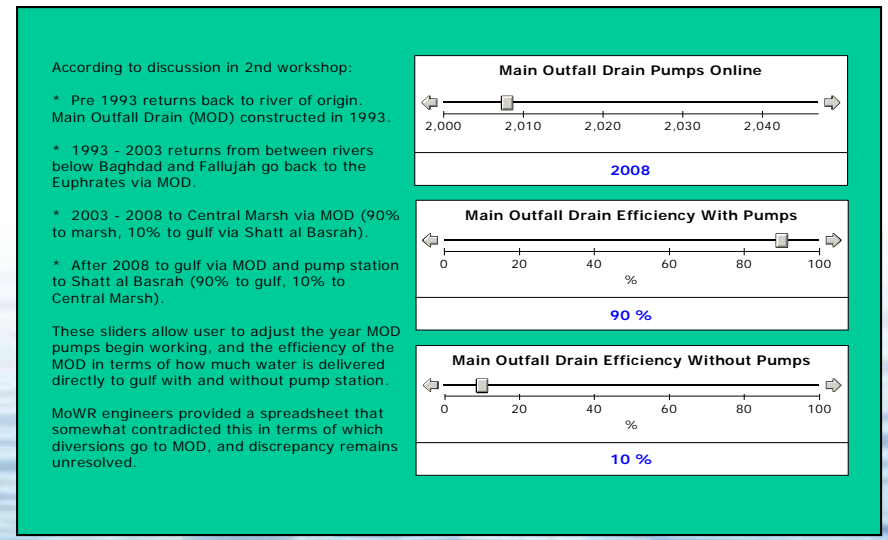 According to discussion in 2nd workshop:
* Pre 1993 returns back to river of origin.
Main Outfall Drain (MOD) constructed in 1993.
* 1993 - 2003 returns from between rivers
below Baghdad and Fallujah go back to the
Euphrates via MOD.
* 2003 - 2008 to Central Marsh via MOD (90%
to marsh, 10% to gulf via Shatt al Basrah).
* After 2008 to gulf via MOD and pump station
to Shatt al Basrah (90% to gulf, 10% to
Central Marsh).
These sliders allow user to adjust the year MOD
pumps begin working, and the efficiency of the
MOD in terms of how much water is delivered
directly to gulf with and without pump station.
MoWR engineers provided a spreadsheet that
somewhat contradicted this in terms of which
diversions go to MOD, and discrepancy remains
unresolved.
Main Outfall Drain Pumps Online
2,000 2,010 2,020 2,030 2,040
2008
Main Outfall Drain Efficiency With Pumps
0 20 40 60 80 100
%
90 %
Main Outfall Drain Efficiency Without Pumps
0 20 40 60 80 100
%
10 %